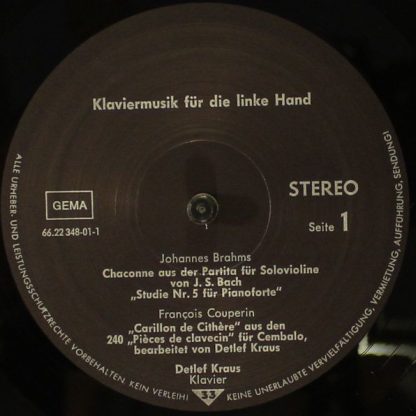 Klaviermusik für die linke Hand
GEMA
66.22 348-01-1
STEREO
Seite 1
Johannes Brahms
Chaconne aus der Partita für Solovioline
von J. S. Bach
„Studie Nr. 5 für Pianoforte“
François Couperin
„Carillon de Cithère“ aus den
240 „Pièces de clavecin“ für Cembalo,
bearbeitet von Detlef Kraus
Detlef Kraus
Klavier
33
ALLE URHEBER- UND LEISTUNGSSCHUTZRECHTE VORBEHALTEN. KEIN VERLEIH! KEINE UNERLAUBTE VERVIELFÄLTIGUNG, VERMIETUNG, AUFFÜHRUNG, SENDUNG!